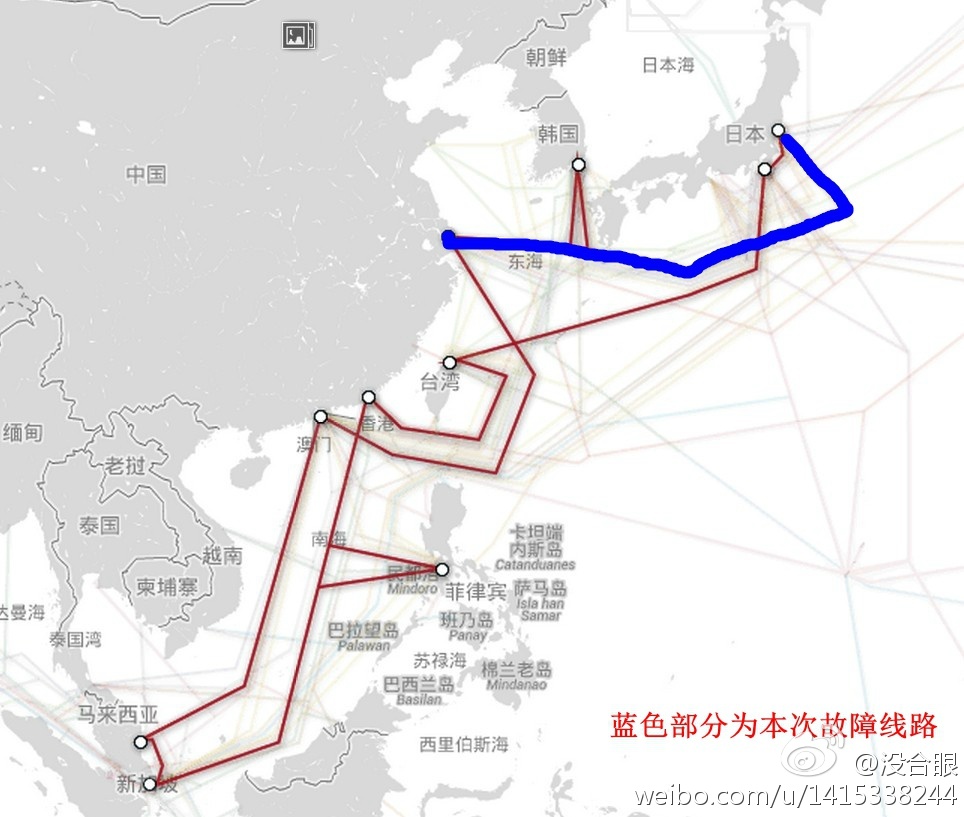 朝鲜
日本海
韩国
日本
中国
东海
台湾
香港
澳门
缅甸
老挝
泰国
南海
越南
卡坦端
内斯岛
Catanduanes
民都洛
Mindoro
菲律宾
萨马岛
Isla han
Samar
柬埔寨
达曼海
泰国湾
巴拉望岛
Palawan
班乃岛
Panay
苏禄海
棉兰老岛
Mindanao
巴西兰岛
Basilan
马来西亚
西里伯斯海
新加坡
蓝色部分为本次故障线路
@没台眼
weibo.com/u/1415338244